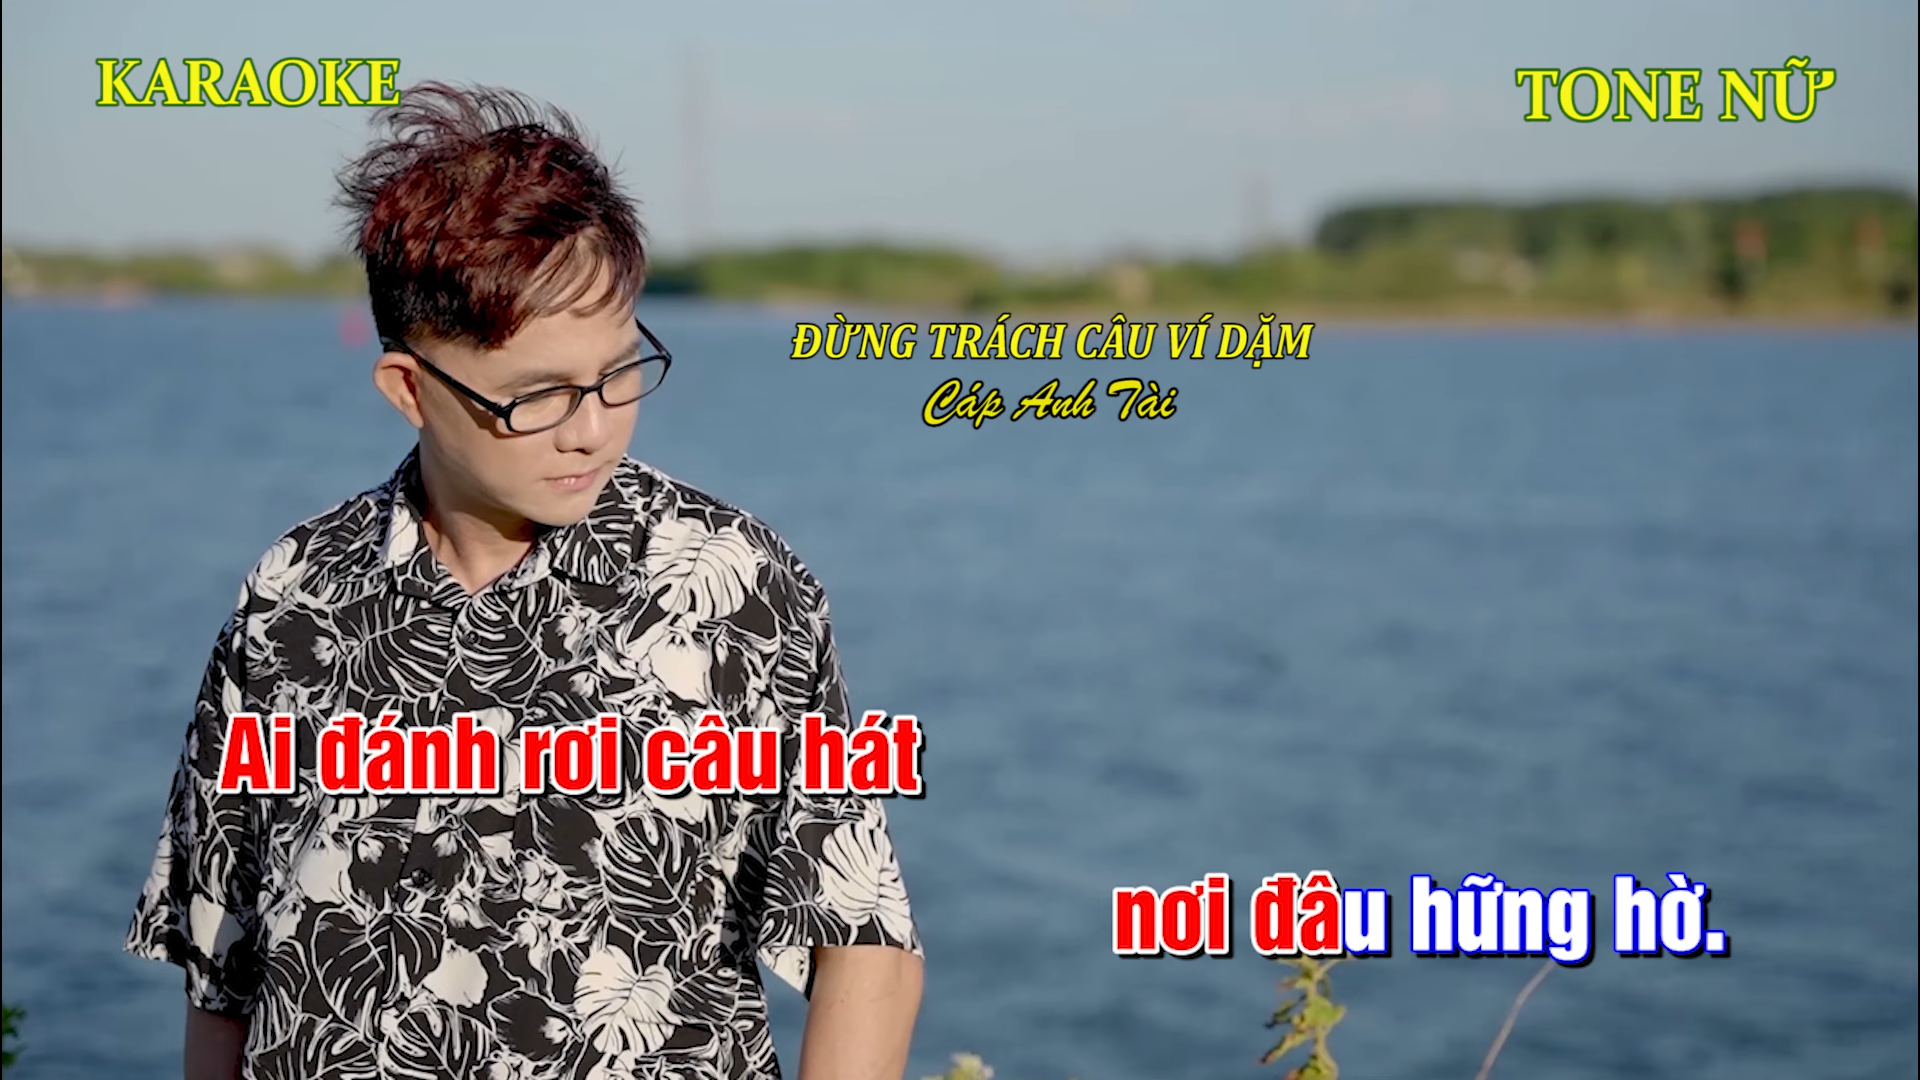 KARAOKE
TONE NỮ
ĐỪNG TRÁCH CÂU VÍ DẶM
Cáp Anh Tài
Ai đánh rơi câu hát
nơi đâu hững hờ.